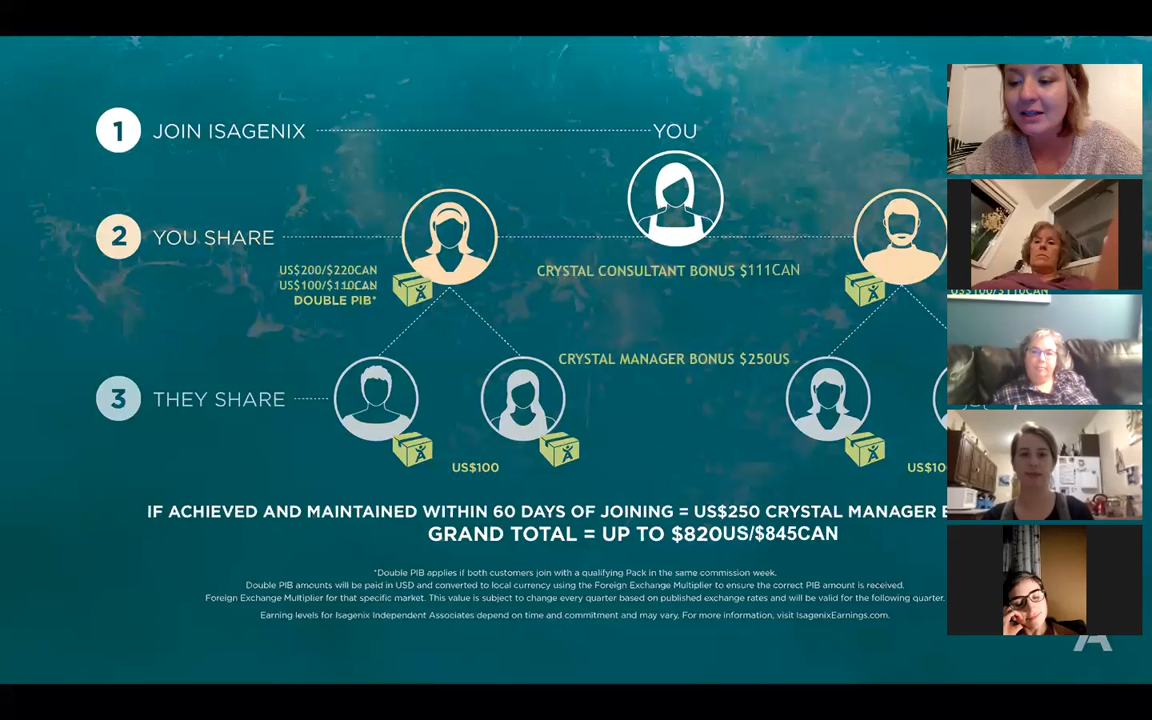 1 JOIN ISAGENIX YOU
2 YOU SHARE
US$200/$220CAN
US$100/$110CAN
DOUBLE PIB*
CRYSTAL CONSULTANT BONUS $111CAN
US$100/$110CAN
CRYSTAL MANAGER BONUS $250US
3 THEY SHARE
US$100
US$10
IF ACHIEVED AND MAINTAINED WITHIN 60 DAYS OF JOINING = US$250 CRYSTAL MANAGER
GRAND TOTAL = UP TO $820US/$845CAN
*Double PIB applies if both customers join with a qualifying Pack in the same commission week.
Double PIB amounts will be paid in USD and converted to local currency using the Foreign Exchange Multiplier to ensure the correct PIB amount is received.
Foreign Exchange Multiplier for that specific market. This value is subject to change every quarter based on published exchange rates and will be valid for the following quarter.
Earning levels for Isagenix Independent Associates depend on time and commitment and may vary. For more information, visit IsagenixEarnings.com.